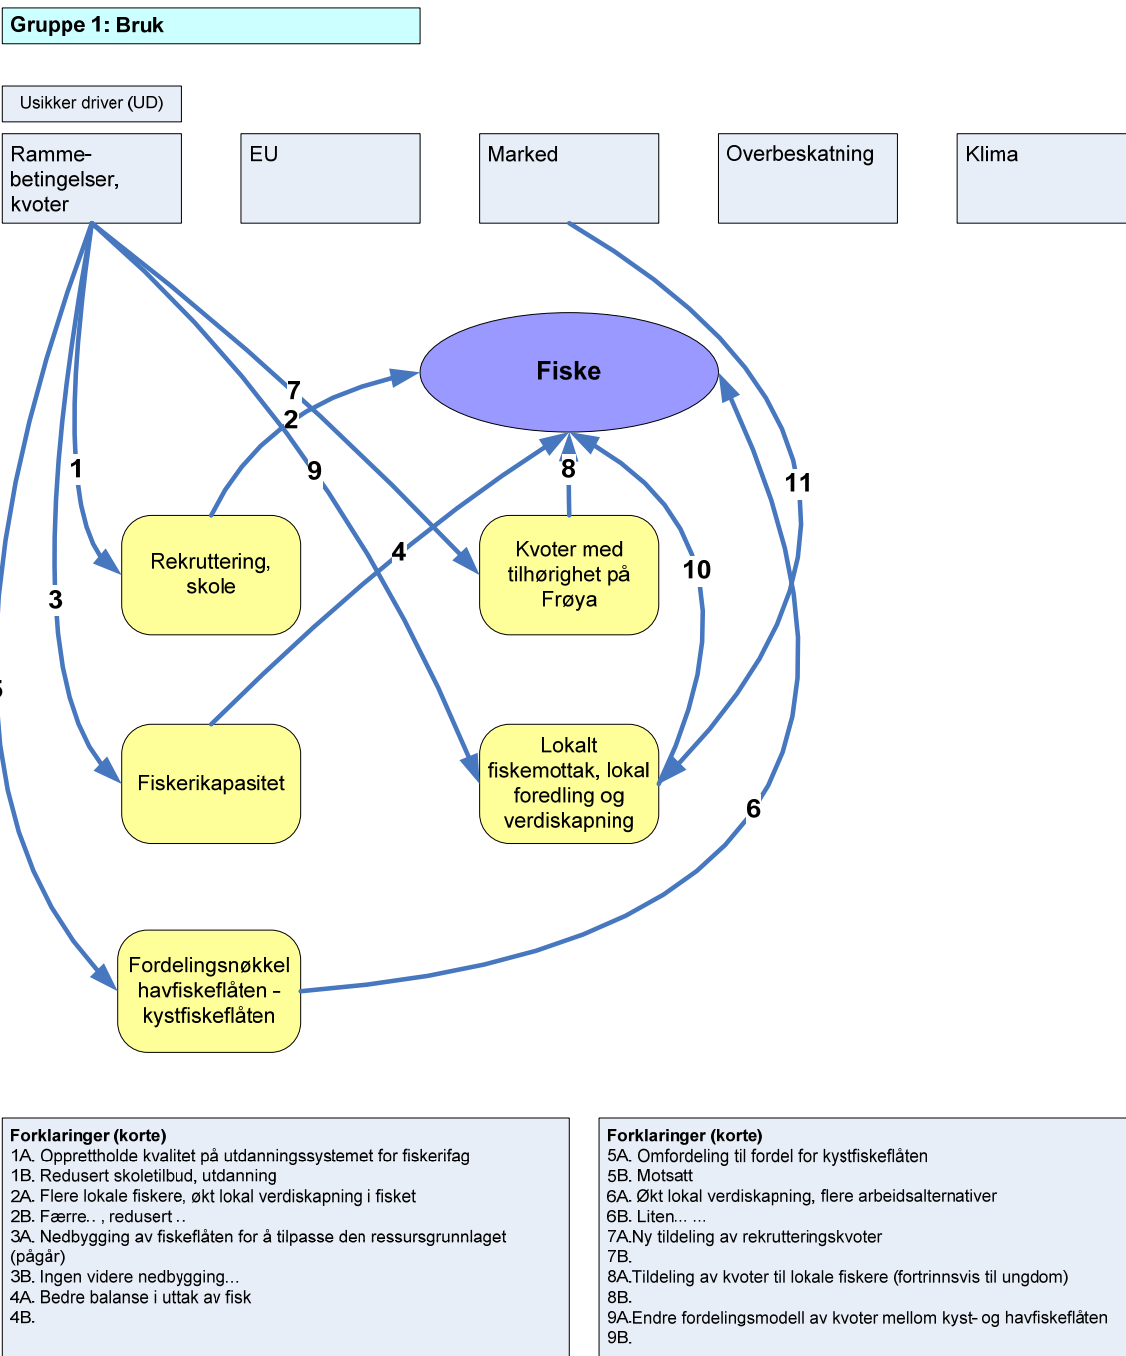 Gruppe 1: Bruk
Usikker driver (UD)
Ramme-
betingelser,
kvoter
EU
Marked
Overbeskatning
Klima
Fiske
7
2
1
9
8
11
4
10
3
Rekruttering,
skole
Kvoter med
tilhørighet på
Frøya
5
Fiskerikapasitet
Lokalt
fiskemottak, lokal
foredling og
verdiskapning
6
Fordelingsnøkkel
havfiskeflåten -
kystfiskeflåten
Forklaringer (korte)
1A. Opprettholde kvalitet på utdanningssystemet for fiskerifag
1B. Redusert skoletilbud, utdanning
2A. Flere lokale fiskere, økt lokal verdiskapning i fisket
2B. Færre.. , redusert ..
3A. Nedbygging av fiskeflåten for å tilpasse den ressursgrunnlaget
(pågår)
3B. Ingen videre nedbygging...
4A. Bedre balanse i uttak av fisk
4B.
Forklaringer (korte)
5A. Omfordeling til fordel for kystfiskeflåten
5B. Motsatt
6A. Økt lokal verdiskapning, flere arbeidsalternativer
6B. Liten... ...
7A.Ny tildeling av rekrutteringskvoter
7B.
8A.Tildeling av kvoter til lokale fiskere (fortrinnsvis til ungdom)
8B.
9A.Endre fordelingsmodell av kvoter mellom kyst- og havfiskeflåten
9B.